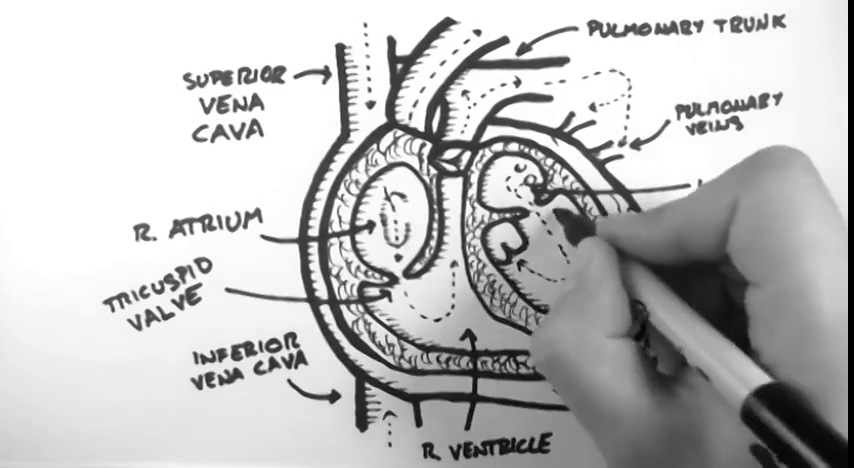 PULMONARY TRUNK
SUPERIOR
VENA
CAVA
PULMONARY
VEINS
R. ATRIUM
TRICUSPID
VALVE
INFERIOR
VENA CAVA
R. VENTRICLE